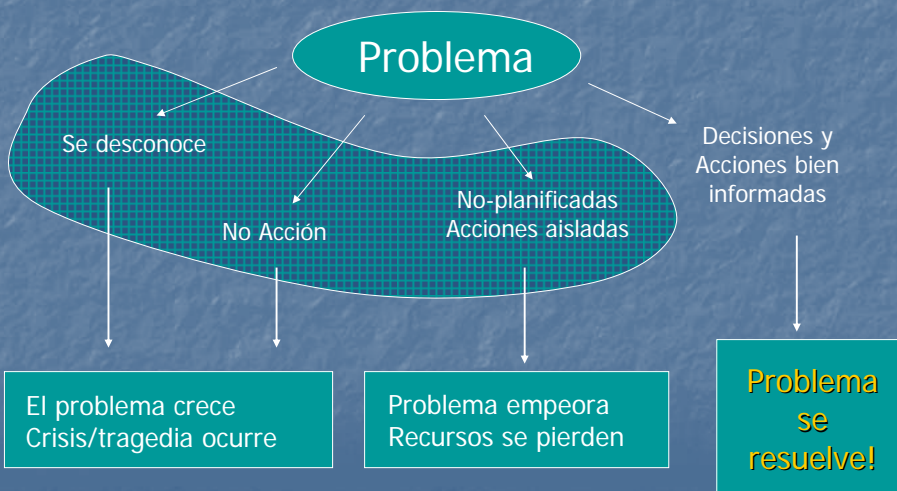 Problema
Se desconoce
No Acción
No-planificadas
Acciones aisladas
Decisiones y
Acciones bien
informadas
El problema crece
Crisis/tragedia ocurre
Problema empeora
Recursos se pierden
Problema
se
resuelve!